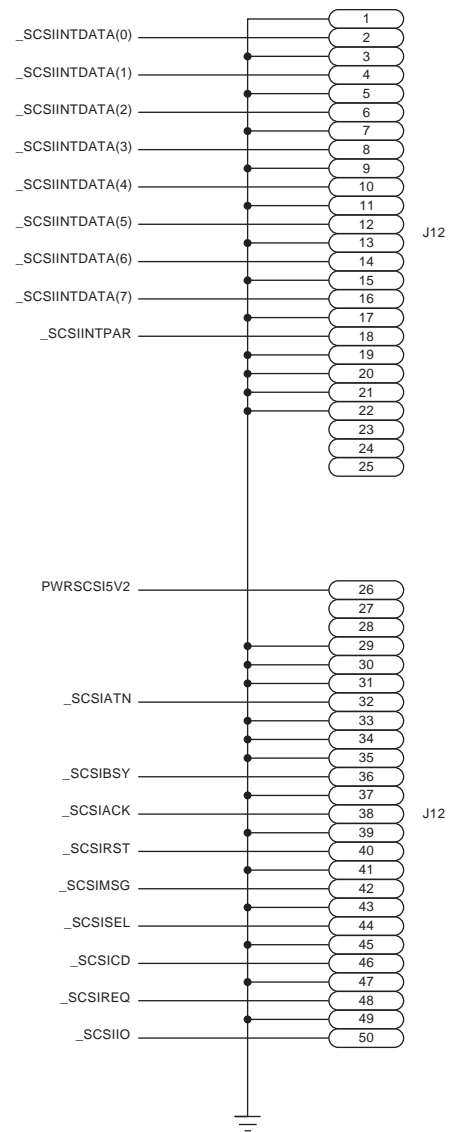 1
_SCSIINTDATA(0) 2
3
_SCSIINTDATA(1) 4
5
_SCSIINTDATA(2) 6
7
_SCSIINTDATA(3) 8
9
_SCSIINTDATA(4) 10
11
_SCSIINTDATA(5) 12
J12
13
_SCSIINTDATA(6) 14
15
_SCSIINTDATA(7) 16
17
_SCSIINTPAR 18
19
20
21
22
23
24
25
PWRSCSI5V2 26
27
28
29
30
31
_SCSIATN 32
33
34
35
_SCSIBSY 36
37
_SCSIACK 38 J12
39
_SCSIRST 40
41
_SCSIMSG 42
43
_SCSISEL 44
45
_SCSICD 46
47
_SCSIREQ 48
49
_SCSIIO 50